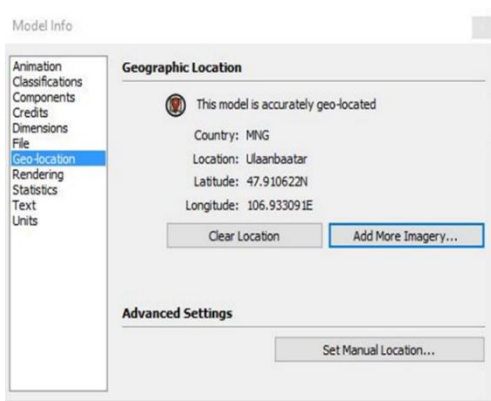 Model Info
Animation
Classifications
Components
Credits
Dimensions
File
Geo-location
Rendering
Statistics
Text
Units
Geographic Location
This model is accurately geo-located
Country: MNG
Location: Ulaanbaatar
Latitude: 47.910622N
Longitude: 106.933091E
Clear Location
Add More Imagery...
Advanced Settings
Set Manual Location...